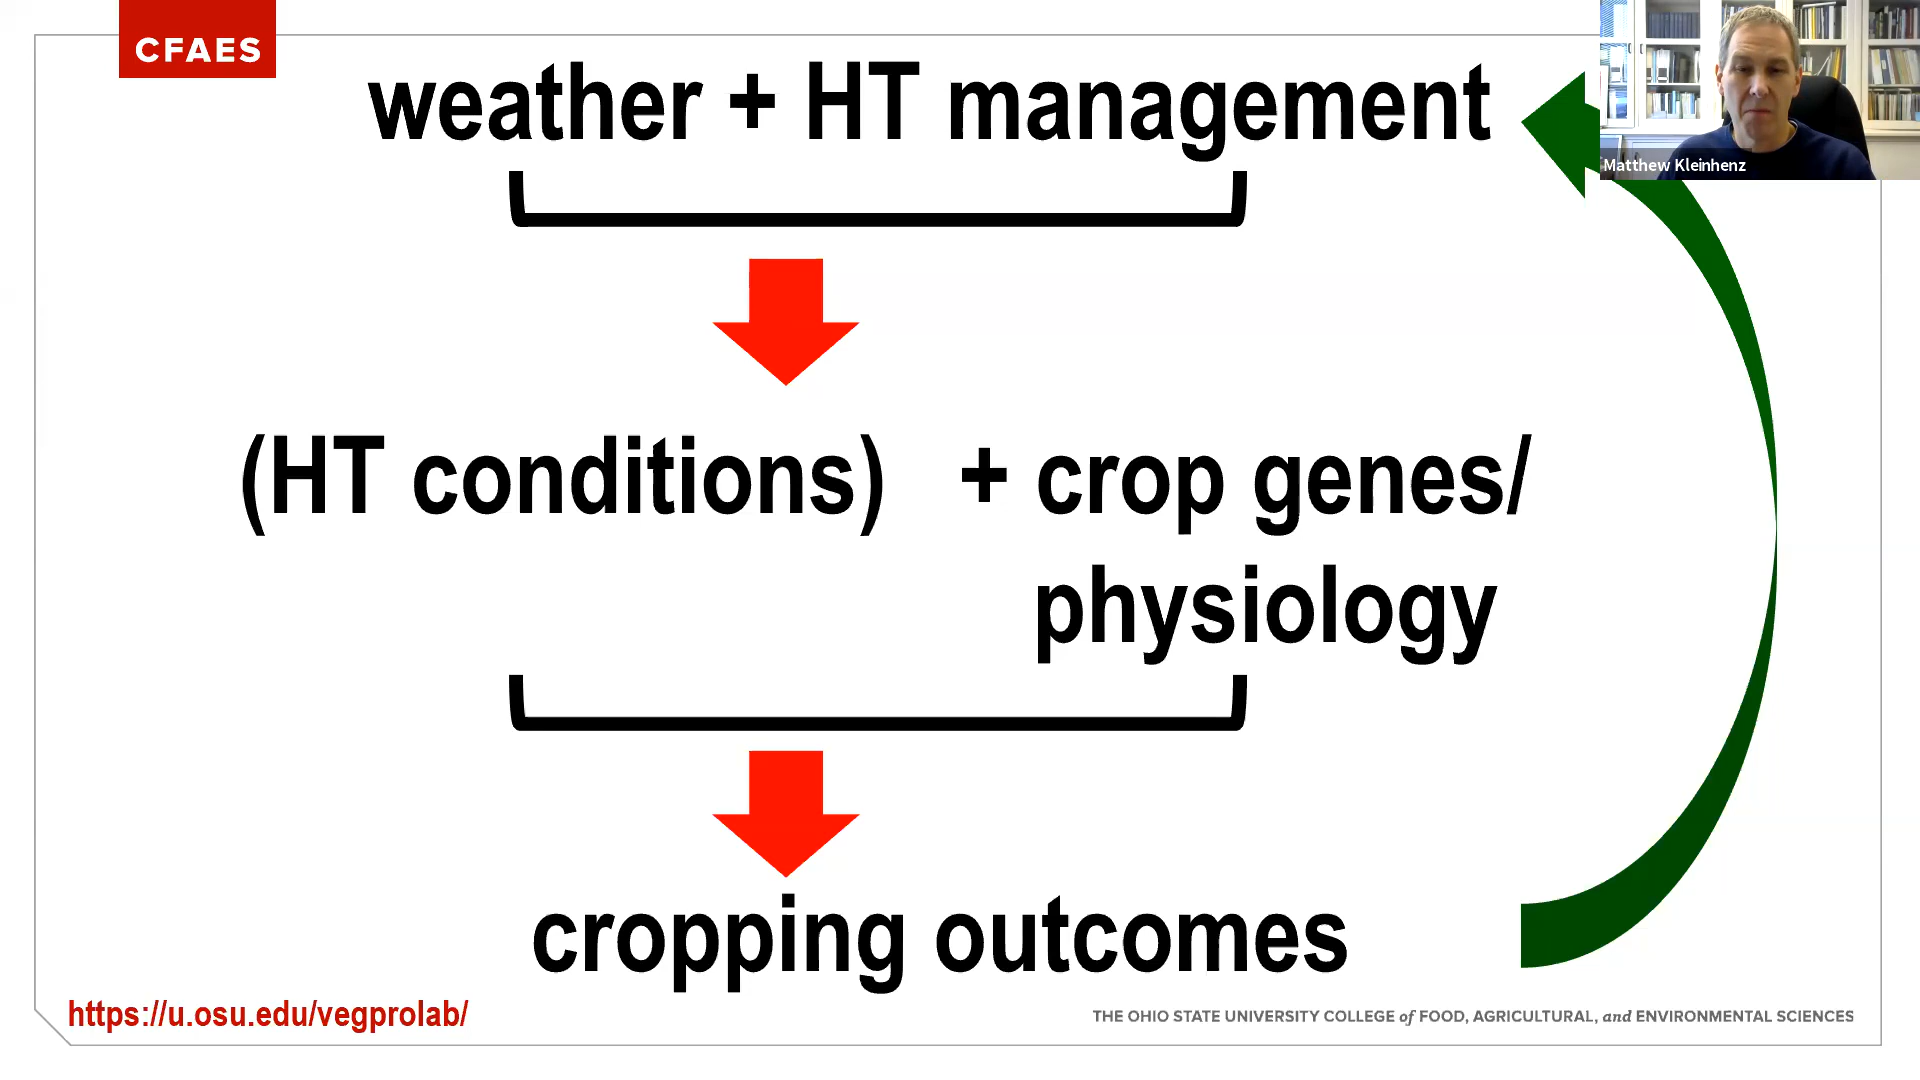 CFAES
weather + HT management
Matthew Kleinhenz
(HT conditions) + crop genes/
physiology
cropping outcomes
https://u.osu.edu/vegprolab/
THE OHIO STATE UNIVERSITY COLLEGE of FOOD, AGRICULTURAL, and ENVIRONMENTAL SCIENCES